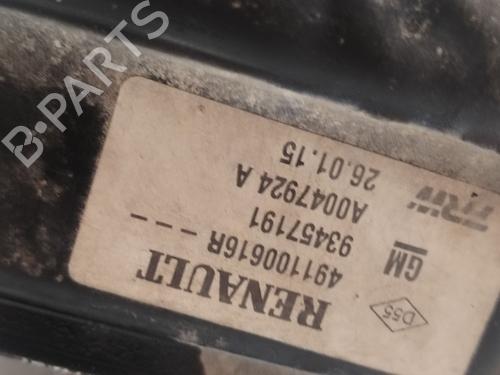 RENAULT
D55
491100616R - - -
GM 93457191
A0047924 A
TRW 26.01.15
B-PARTS